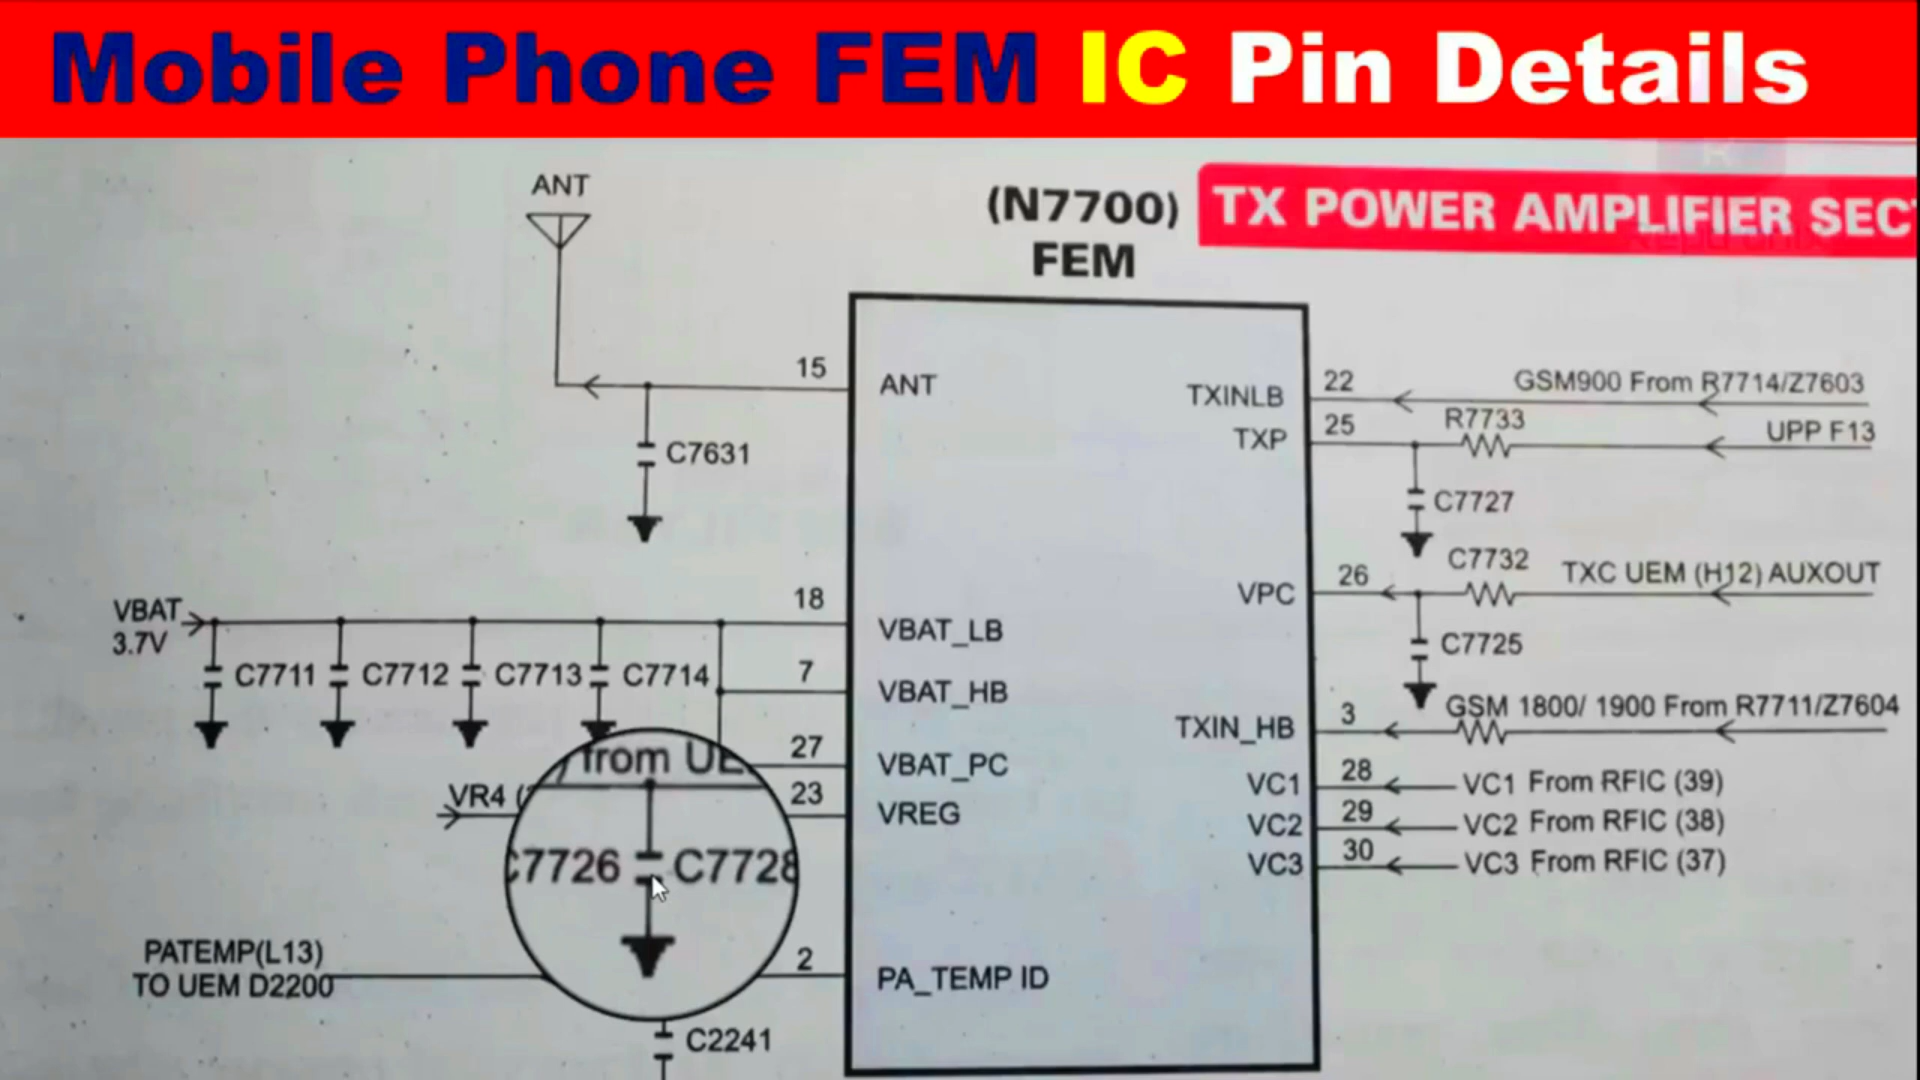 Mobile Phone FEM IC Pin Details
ANT
(N7700)
FEM
TX POWER AMPLIFIER SEC
15
ANT
C7631
TXINLB
22
GSM900 From R7714/Z7603
TXP
25
R7733
UPP F13
C7727
VPC
26
C7732
TXC UEM (H12) AUXOUT
C7725
VBAT
3.7V
18
VBAT_LB
C7711
C7712
C7713
C7714
7
VBAT_HB
TXIN_HB
3
GSM 1800/ 1900 From R7711/Z7604
27
VBAT_PC
from UE
VR4 (
23
VREG
C7726
C7728
VC1
28
VC1 From RFIC (39)
VC2
29
VC2 From RFIC (38)
VC3
30
VC3 From RFIC (37)
PATEMP(L13)
TO UEM D2200
2
PA_TEMP ID
C2241